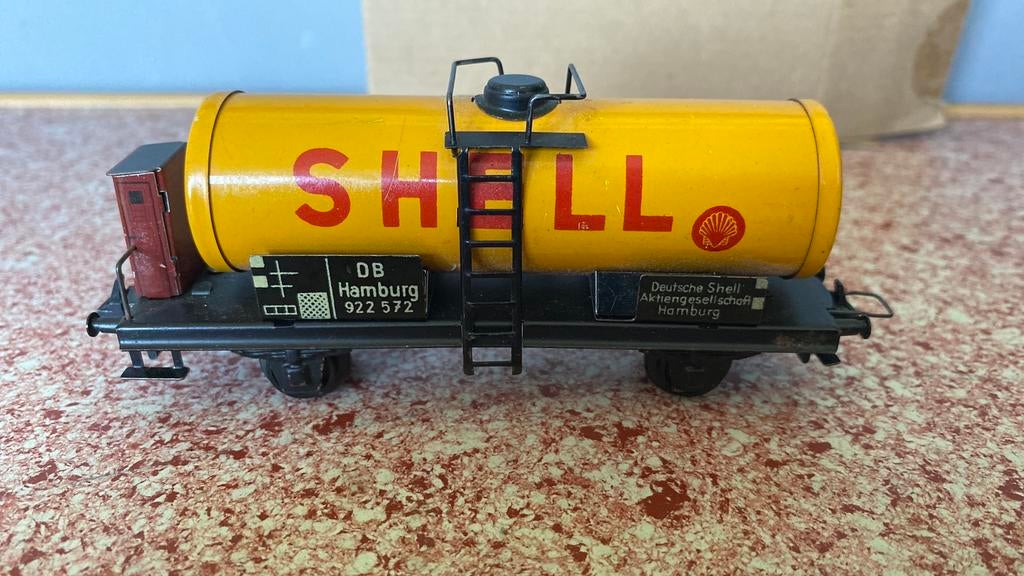 SHELL
DB
Hamburg
922 572
Deutsche Shell
Aktiengesellschaft
Hamburg